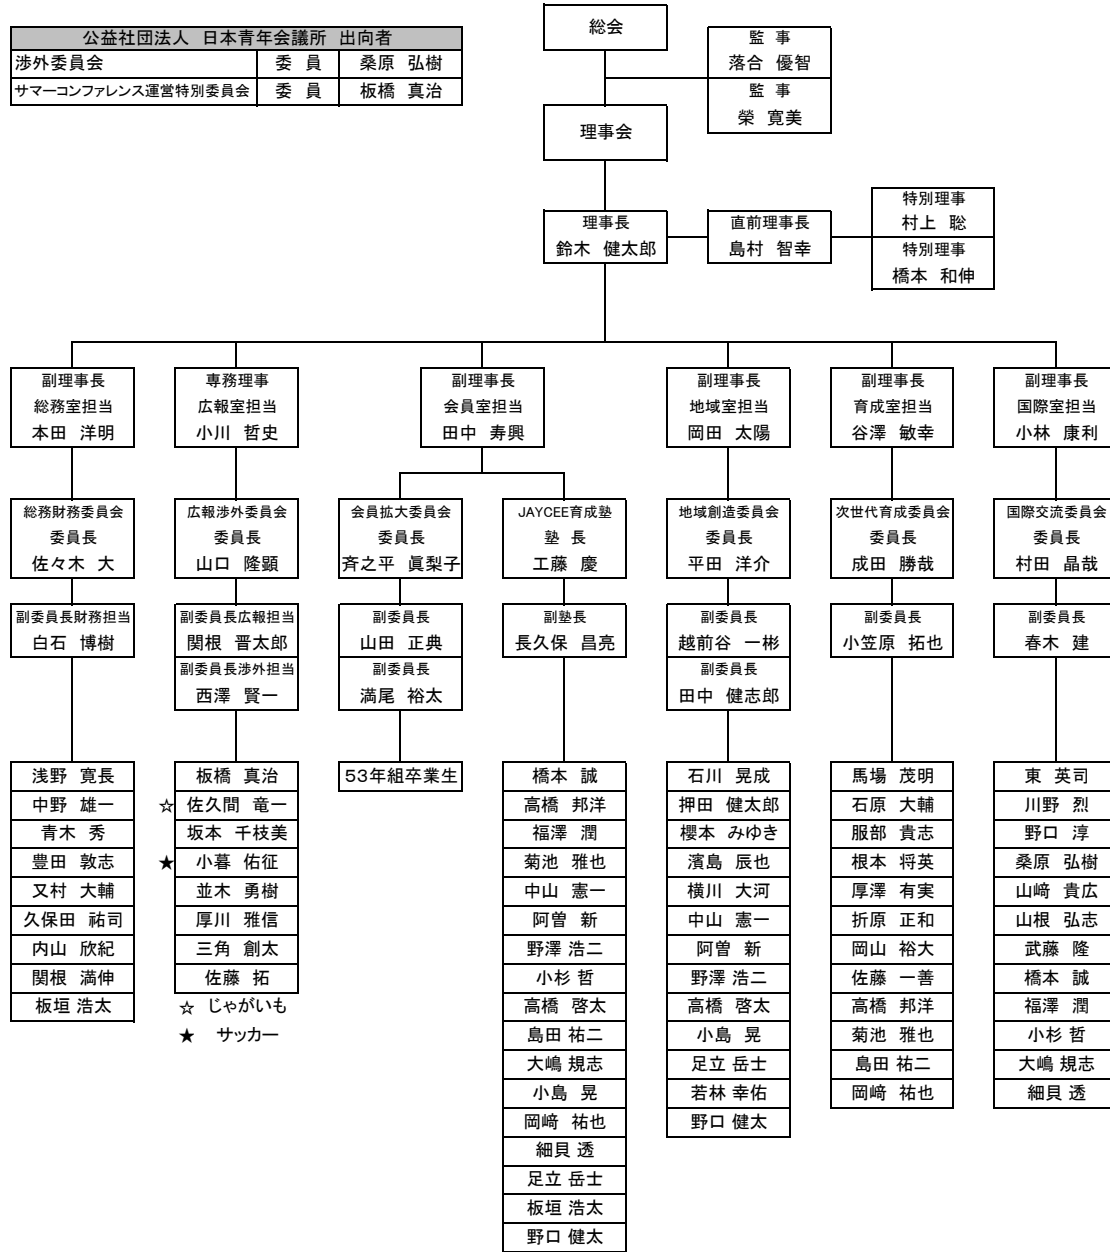 公益社団法人 日本青年会議所 出向者
渉外委員会 委 員 桑原 弘樹
サマーコンファレンス運営特別委員会 委 員 板橋 真治
総会
監 事
落合 優智
監 事
榮 寛美
理事会
理事長
鈴木 健太郎
直前理事長
島村 智幸
特別理事
村上 聡
特別理事
橋本 和伸
副理事長
総務室担当
本田 洋明
専務理事
広報室担当
小川 哲史
副理事長
会員室担当
田中 寿興
副理事長
地域室担当
岡田 太陽
副理事長
育成室担当
谷澤 敏幸
副理事長
国際室担当
小林 康利
総務財務委員会
委員長
佐々木 大
広報渉外委員会
委員長
山口 隆顕
会員拡大委員会
委員長
斉之平 眞梨子
JAYCEE育成塾
塾 長
工藤 慶
地域創造委員会
委員長
平田 洋介
次世代育成委員会
委員長
成田 勝哉
国際交流委員会
委員長
村田 晶哉
副委員長財務担当
白石 博樹
副委員長広報担当
関根 晋太郎
副委員長渉外担当
西澤 賢一
副委員長
山田 正典
副委員長
満尾 裕太
副塾長
長久保 昌亮
副委員長
越前谷 一彬
副委員長
田中 健志郎
副委員長
小笠原 拓也
副委員長
春木 建
浅野 寛長
中野 雄一
青木 秀
豊田 敦志
又村 大輔
久保田 祐司
内山 欣紀
関根 満伸
板垣 浩太
板橋 真治
☆ 佐久間 竜一
坂本 千枝美
★ 小暮 佑征
並木 勇樹
厚川 雅信
三角 創太
佐藤 拓
☆ じゃがいも
★ サッカー
53年組卒業生
橋本 誠
高橋 邦洋
福澤 潤
菊池 雅也
中山 憲一
阿曽 新
野澤 浩二
小杉 哲
高橋 啓太
島田 祐二
大嶋 規志
小島 晃
岡﨑 祐也
細貝 透
足立 岳士
板垣 浩太
野口 健太
石川 晃成
押田 健太郎
櫻本 みゆき
濱島 辰也
横川 大河
中山 憲一
阿曽 新
野澤 浩二
高橋 啓太
小島 晃
足立 岳士
若林 幸佑
野口 健太
馬場 茂明
石原 大輔
服部 貴志
根本 将英
厚澤 有実
折原 正和
岡山 裕大
佐藤 一善
高橋 邦洋
菊池 雅也
島田 祐二
岡﨑 祐也
東 英司
川野 烈
野口 淳
桑原 弘樹
山﨑 貴広
山根 弘志
武藤 隆
橋本 誠
福澤 潤
小杉 哲
大嶋 規志
細貝 透